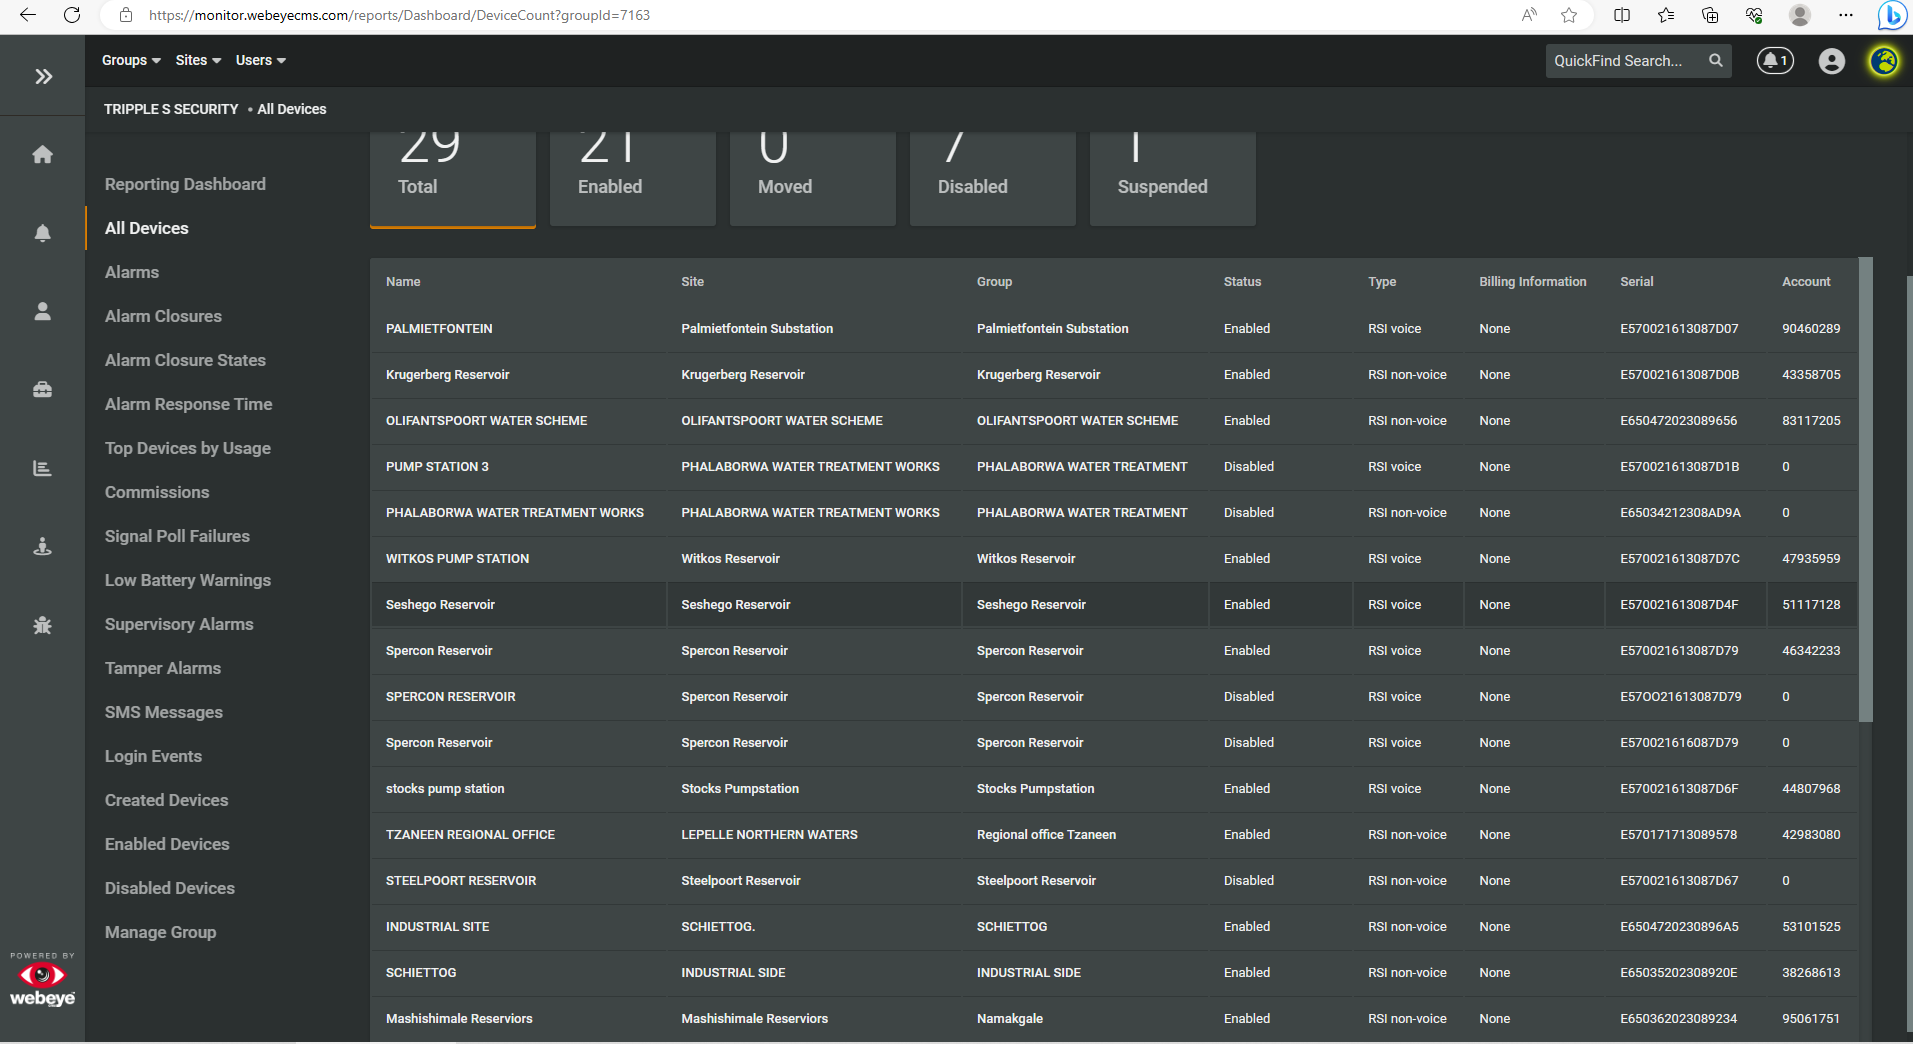 https://monitor.webeyecms.com/reports/Dashboard/DeviceCount?groupId=7163
Groups Sites Users QuickFind Search... 1
TRIPPLE S SECURITY • All Devices
29 21 0 7 1
Total Enabled Moved Disabled Suspended
Reporting Dashboard
All Devices
Alarms
Alarm Closures
Alarm Closure States
Alarm Response Time
Top Devices by Usage
Commissions
Signal Poll Failures
Low Battery Warnings
Supervisory Alarms
Tamper Alarms
SMS Messages
Login Events
Created Devices
Enabled Devices
Disabled Devices
Manage Group
POWERED BY
webeye
Name Site Group Status Type Billing Information Serial Account
PALMIETFONTEIN Palmietfontein Substation Palmietfontein Substation Enabled RSI voice None E570021613087D07 90460289
Krugerberg Reservoir Krugerberg Reservoir Krugerberg Reservoir Enabled RSI non-voice None E570021613087D0B 43358705
OLIFANTSPOORT WATER SCHEME OLIFANTSPOORT WATER SCHEME OLIFANTSPOORT WATER SCHEME Enabled RSI non-voice None E650472023089656 83117205
PUMP STATION 3 PHALABORWA WATER TREATMENT WORKS PHALABORWA WATER TREATMENT Disabled RSI voice None E570021613087D1B 0
PHALABORWA WATER TREATMENT WORKS PHALABORWA WATER TREATMENT WORKS PHALABORWA WATER TREATMENT Disabled RSI non-voice None E65034212308AD9A 0
WITKOS PUMP STATION Witkos Reservoir Witkos Reservoir Enabled RSI voice None E570021613087D7C 47935959
Seshego Reservoir Seshego Reservoir Seshego Reservoir Enabled RSI voice None E570021613087D4F 51117128
Spercon Reservoir Spercon Reservoir Spercon Reservoir Enabled RSI voice None E570021613087D79 46342233
SPERCON RESERVOIR Spercon Reservoir Spercon Reservoir Disabled RSI voice None E57OO21613087D79 0
Spercon Reservoir Spercon Reservoir Spercon Reservoir Disabled RSI voice None E570021616087D79 0
stocks pump station Stocks Pumpstation Stocks Pumpstation Enabled RSI voice None E570021613087D6F 44807968
TZANEEN REGIONAL OFFICE LEPELLE NORTHERN WATERS Regional office Tzaneen Enabled RSI non-voice None E570171713089578 42983080
STEELPOORT RESERVOIR Steelpoort Reservoir Steelpoort Reservoir Disabled RSI non-voice None E570021613087D67 0
INDUSTRIAL SITE SCHIETTOG. SCHIETTOG Enabled RSI non-voice None E6504720230896A5 53101525
SCHIETTOG INDUSTRIAL SIDE INDUSTRIAL SIDE Enabled RSI non-voice None E65035202308920E 38268613
Mashishimale Reserviors Mashishimale Reserviors Namakgale Enabled RSI non-voice None E650362023089234 95061751